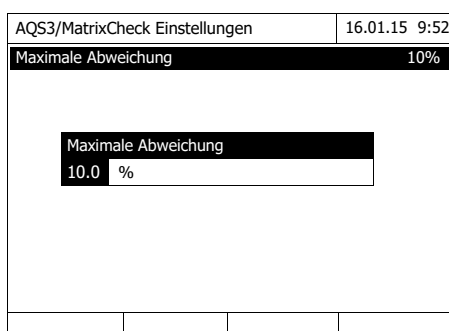 AQS3/MatrixCheck Einstellungen 16.01.15 9:52
Maximale Abweichung 10%
Maximale Abweichung
10.0 %